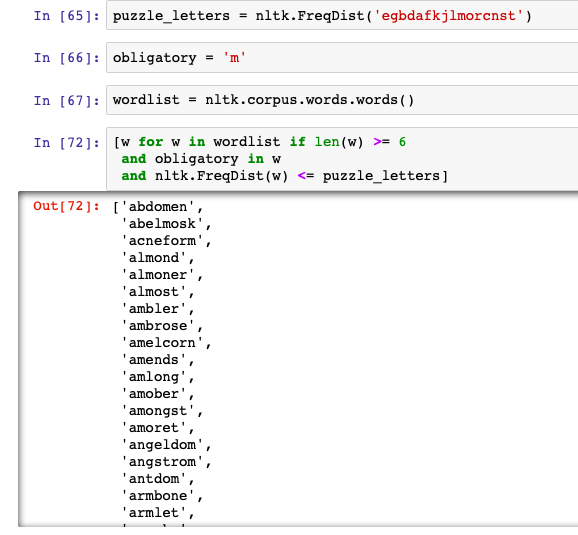 In [65]: puzzle_letters = nltk.FreqDist('egbdafkjlmorcnst')
In [66]: obligatory = 'm'
In [67]: wordlist = nltk.corpus.words.words()
In [72]: [w for w in wordlist if len(w) >= 6
and obligatory in w
and nltk.FreqDist(w) <= puzzle_letters]
Out[72]: ['abdomen',
'abelmosk',
'acneform',
'almond',
'almoner',
'almost',
'ambler',
'ambrose',
'amelcorn',
'amends',
'amlong',
'amober',
'amongst',
'amoret',
'angeldom',
'angstrom',
'antdom',
'armbone',
'armlet',